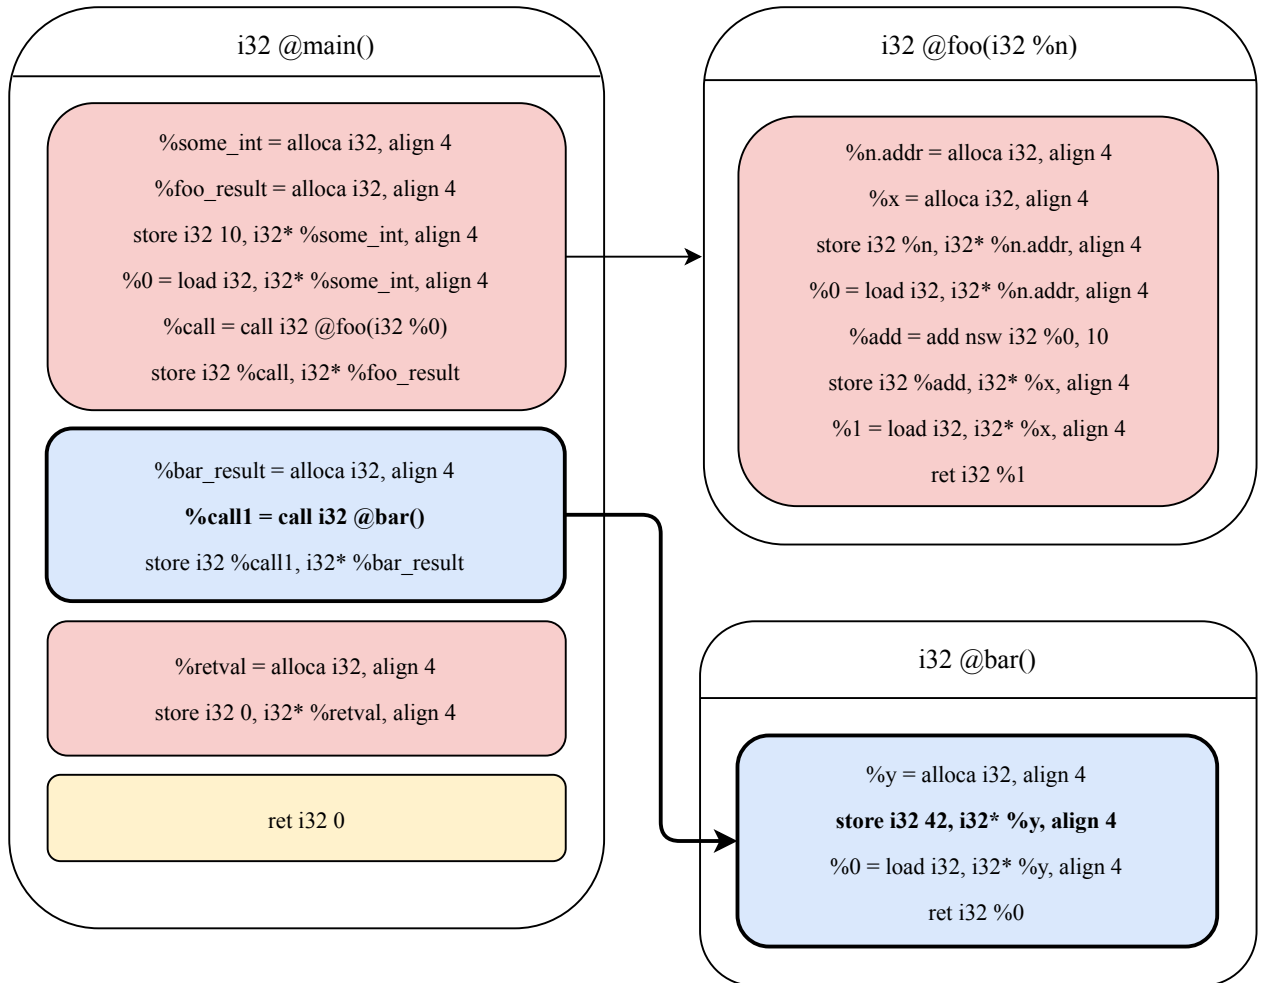 i32 @main()
%some_int = alloca i32, align 4
%foo_result = alloca i32, align 4
store i32 10, i32* %some_int, align 4
%0 = load i32, i32* %some_int, align 4
%call = call i32 @foo(i32 %0)
store i32 %call, i32* %foo_result
%bar_result = alloca i32, align 4
%call1 = call i32 @bar()
store i32 %call1, i32* %bar_result
%retval = alloca i32, align 4
store i32 0, i32* %retval, align 4
ret i32 0
i32 @foo(i32 %n)
%n.addr = alloca i32, align 4
%x = alloca i32, align 4
store i32 %n, i32* %n.addr, align 4
%0 = load i32, i32* %n.addr, align 4
%add = add nsw i32 %0, 10
store i32 %add, i32* %x, align 4
%1 = load i32, i32* %x, align 4
ret i32 %1
i32 @bar()
%y = alloca i32, align 4
store i32 42, i32* %y, align 4
%0 = load i32, i32* %y, align 4
ret i32 %0